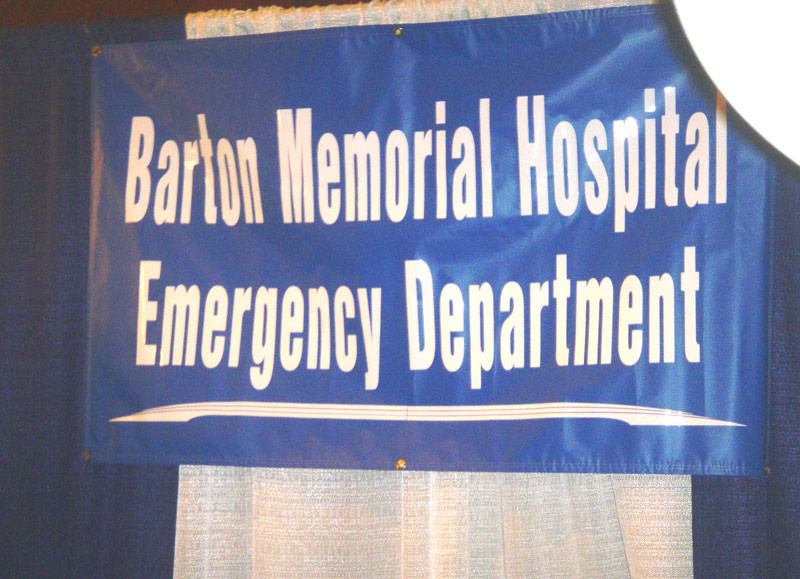 Barton Memorial Hospital
Emergency Department